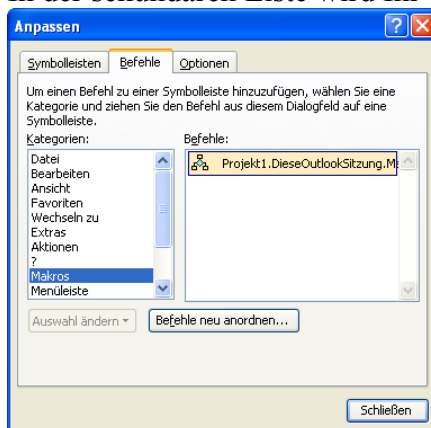 Anpassen
Symbolleisten Befehle Optionen
Um einen Befehl zu einer Symbolleiste hinzuzufügen, wählen Sie eine
Kategorie und ziehen Sie den Befehl aus diesem Dialogfeld auf eine
Symbolleiste.
Kategorien: Befehle:
Datei
Bearbeiten
Ansicht
Favoriten
Wechseln zu
Extras
Aktionen
?
Makros
Menüleiste
Projekt1.DieseOutlookSitzung.M
Auswahl ändern Befehle neu anordnen...
Schließen